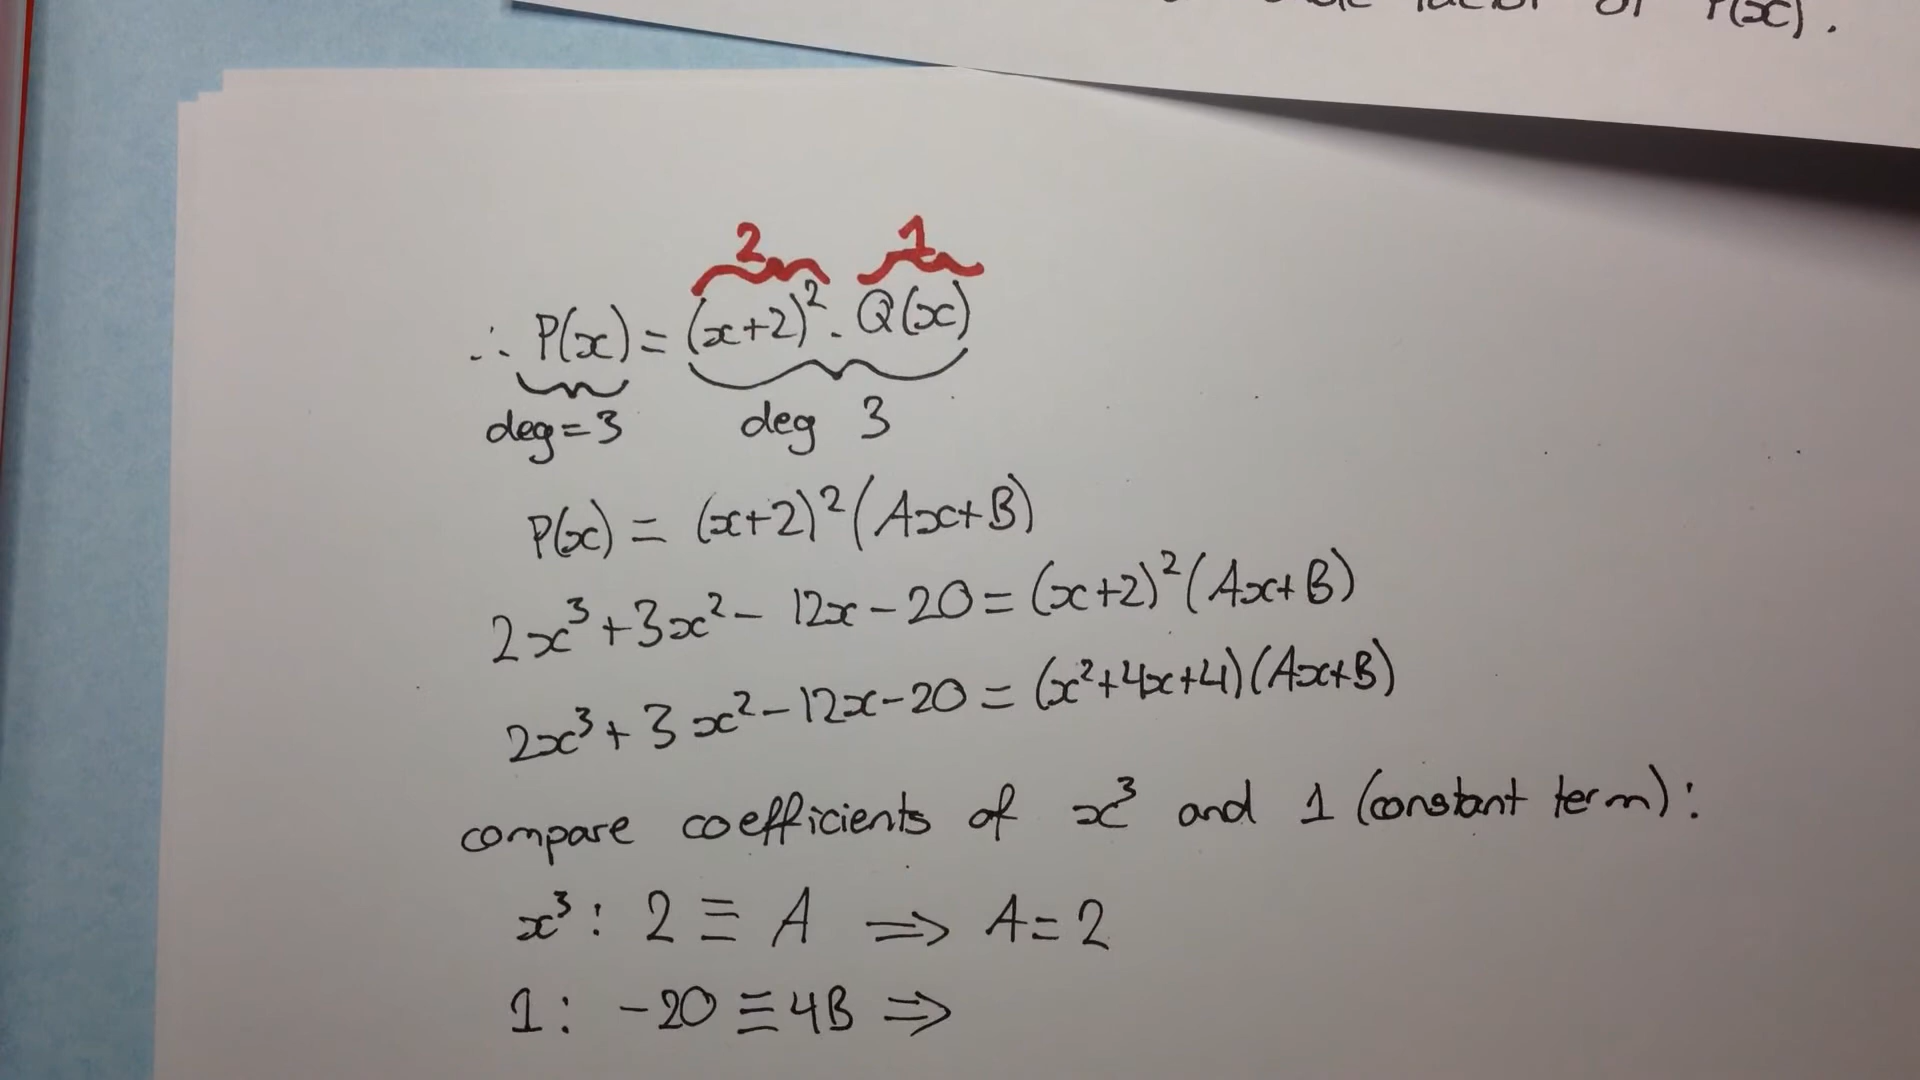 factor of P(x).
2 1
∴ P(x) = (x+2)² . Q(x)
deg=3 deg 3
P(x) = (x+2)² (Ax+B)
2x³+3x²- 12x-20 = (x+2)² (Ax+B)
2x³+3x²-12x-20 = (x²+4x+4)(Ax+B)
compare coefficients of x³ and 1 (constant term):
x³: 2 ≡ A ⟹ A=2
1: -20 ≡ 4B ⟹